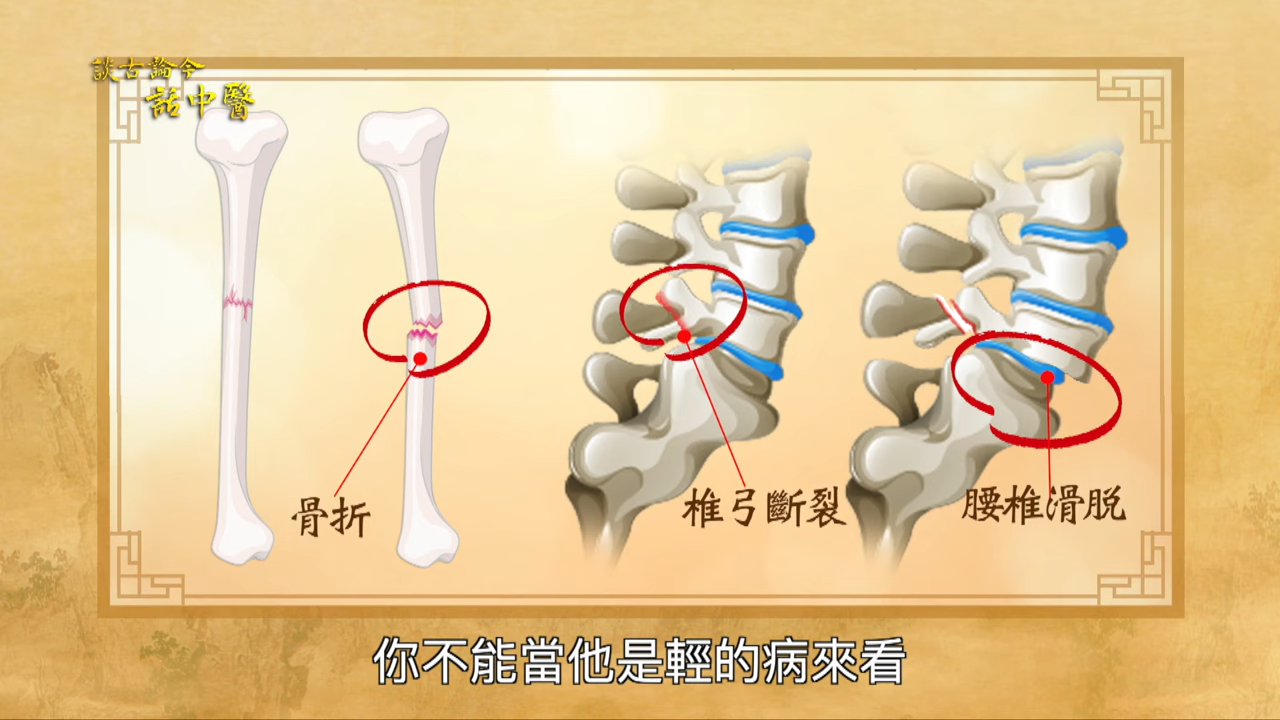 談古論今
話中醫
骨折
椎弓斷裂
腰椎滑脫
你不能當他是輕的病來看